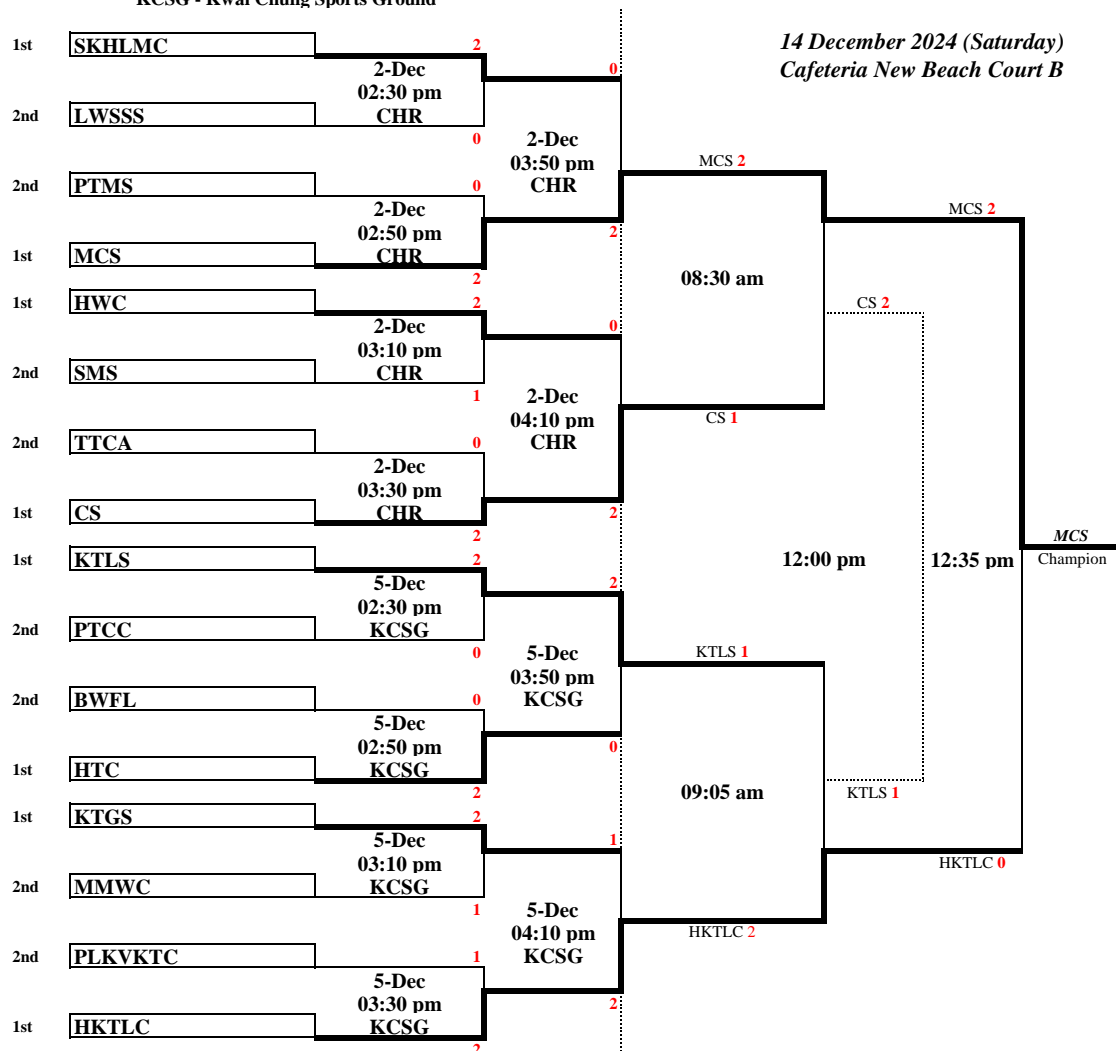 KCSG - Kwai Chung Sports Ground
14 December 2024 (Saturday)
Cafeteria New Beach Court B
1st SKHLMC 2
2-Dec
02:30 pm
CHR
0
2nd LWSSS
0
2-Dec
03:50 pm
CHR
2nd PTMS 0
2-Dec
02:50 pm
CHR
1st MCS
2
2
MCS 2
MCS 2
08:30 am
1st HWC 2
2-Dec
03:10 pm
CHR
0
2nd SMS
1
2-Dec
04:10 pm
CHR
CS 1
CS 2
2nd TTCA 0
2-Dec
03:30 pm
CHR
1st CS
2
2
12:00 pm
12:35 pm
MCS
Champion
1st KTLS 2
5-Dec
02:30 pm
KCSG
2
2nd PTCC
0
5-Dec
03:50 pm
KCSG
KTLS 1
2nd BWFL 0
5-Dec
02:50 pm
KCSG
0
1st HTC
2
09:05 am
KTLS 1
1st KTGS 2
5-Dec
03:10 pm
KCSG
1
2nd MMWC
1
5-Dec
04:10 pm
KCSG
HKTLC 2
HKTLC 0
2nd PLKVKTC 1
5-Dec
03:30 pm
KCSG
2
1st HKTLC
2